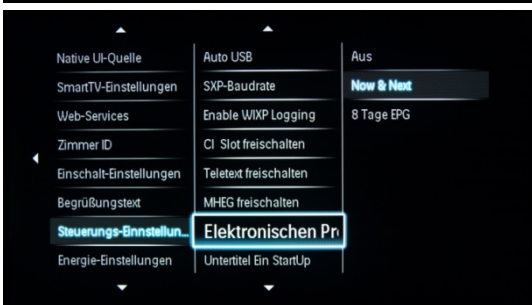 Native UI-Quelle
SmartTV-Einstellungen
Web-Services
Zimmer ID
Einschalt-Einstellungen
Begrüßungstext
Steuerungs-Einnstellun...
Energie-Einstellungen
Auto USB
SXP-Baudrate
Enable WIXP Logging
CI Slot freischalten
Teletext freischalten
MHEG freischalten
Elektronischen Pr
Untertitel Ein StartUp
Aus
Now & Next
8 Tage EPG